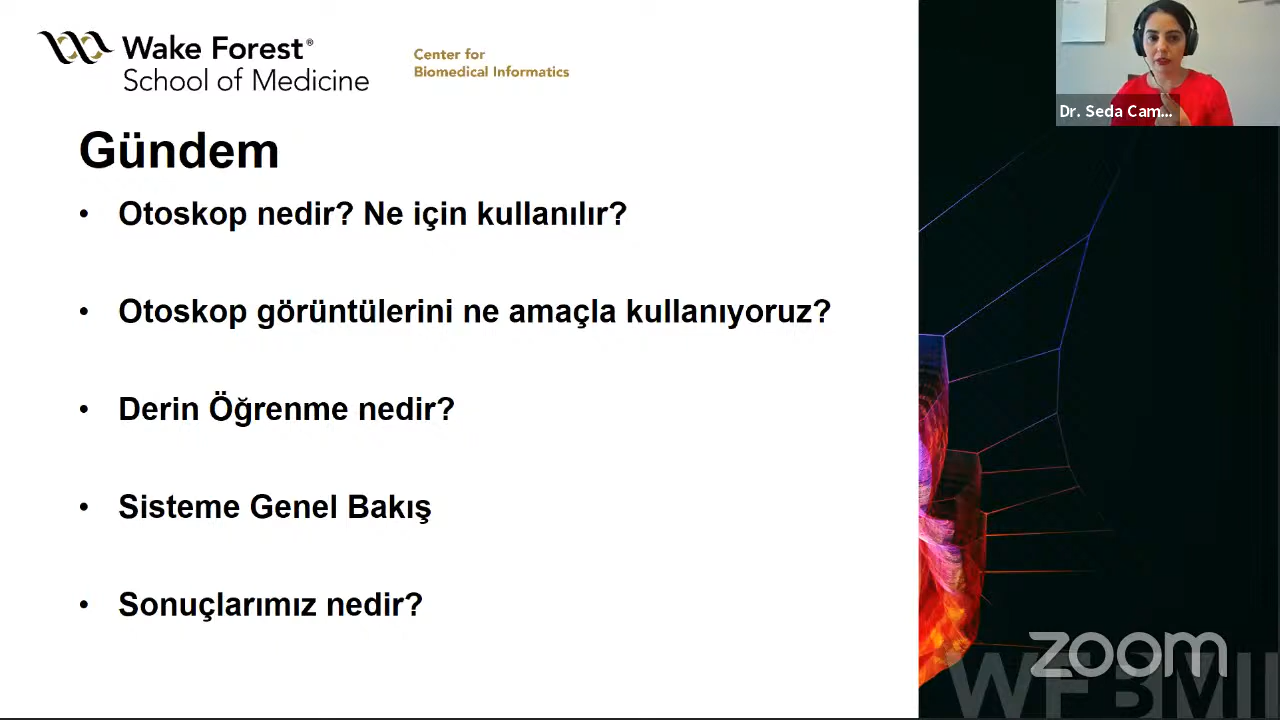 Wake Forest®
School of Medicine
Center for
Biomedical Informatics
Dr. Seda Cam...
Gündem
• Otoskop nedir? Ne için kullanılır?
• Otoskop görüntülerini ne amaçla kullanıyoruz?
• Derin Öğrenme nedir?
• Sisteme Genel Bakış
• Sonuçlarımız nedir?
zoom
WFBMI